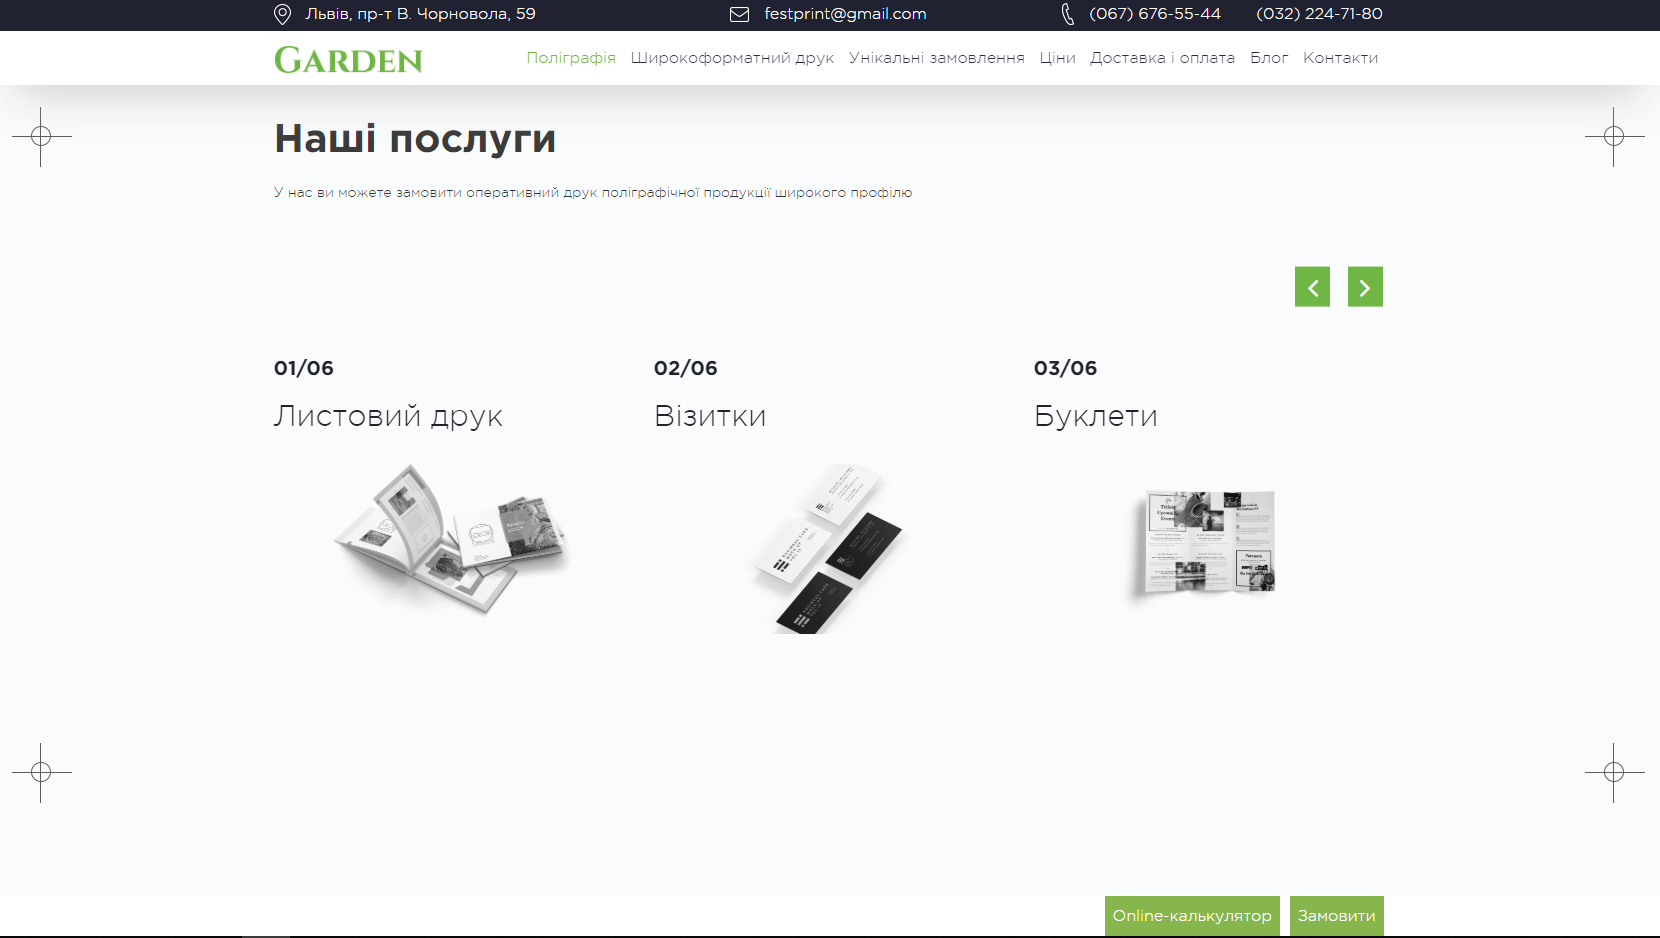 Львів, пр-т В. Чорновола, 59
festprint@gmail.com
(067) 676-55-44
(032) 224-71-80
GARDEN
Поліграфія Широкоформатний друк Унікальні замовлення Ціни Доставка і оплата Блог Контакти
Наші послуги
У нас ви можете замовити оперативний друк поліграфічної продукції широкого профілю
01/06
Листовий друк
02/06
Візитки
03/06
Буклети
Online-калькулятор
Замовити